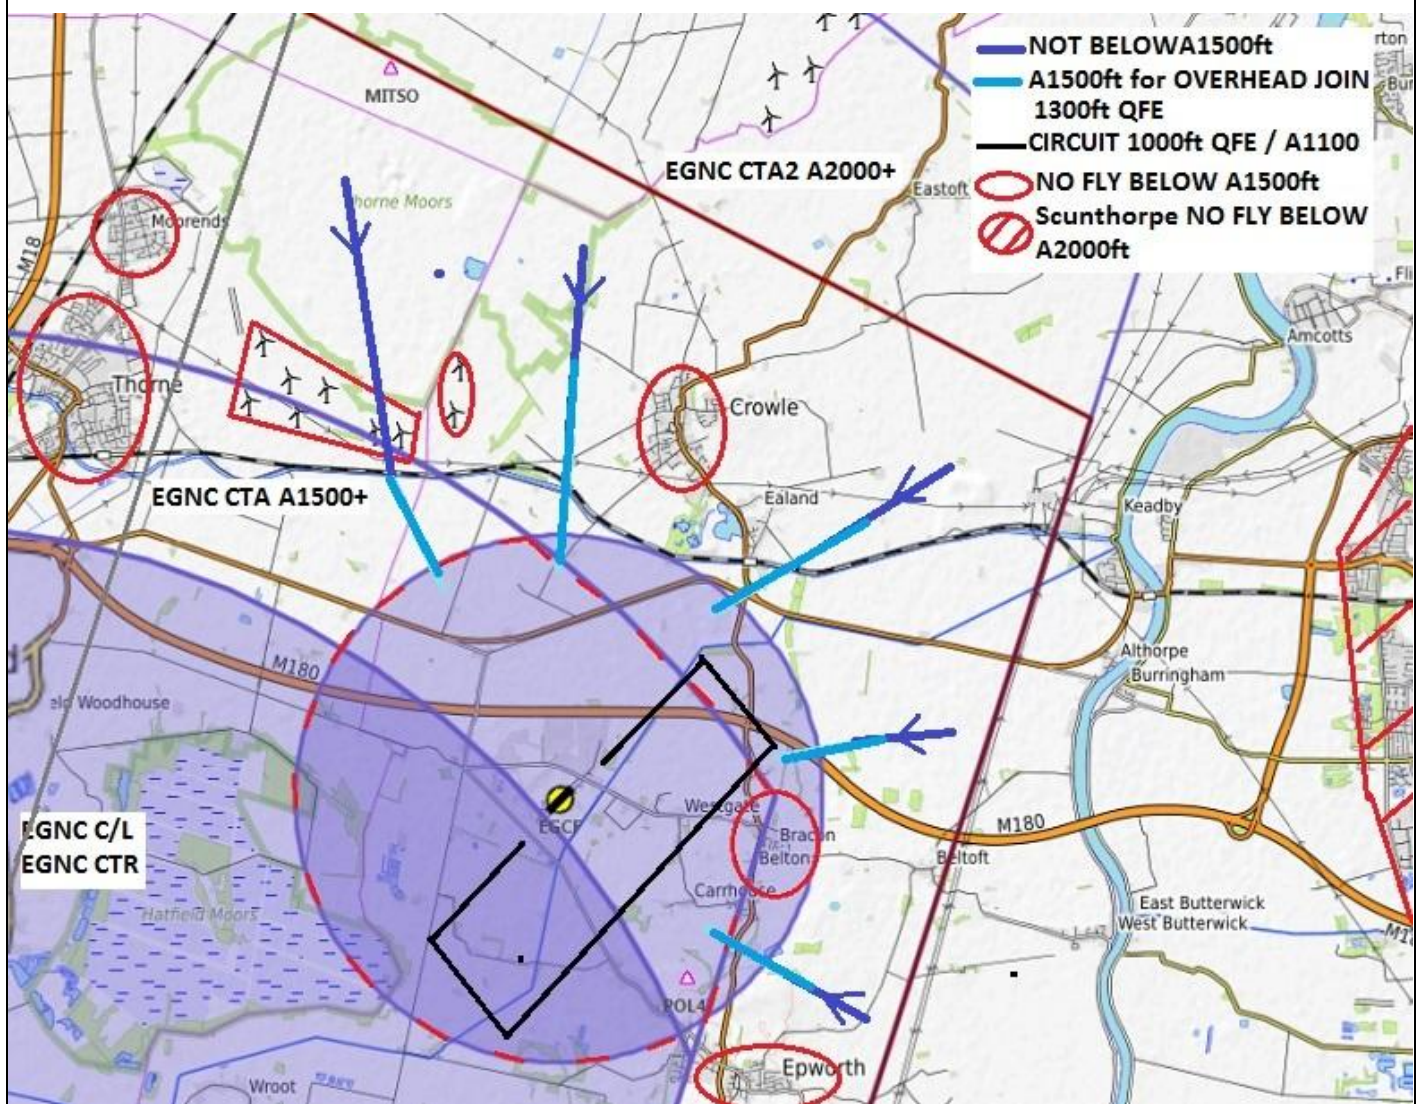 NOT BELOWA1500ft
A1500ft for OVERHEAD JOIN
1300ft QFE
CIRCUIT 1000ft QFE / A1100
NO FLY BELOW A1500ft
Scunthorpe NO FLY BELOW
A2000ft
MITSO
EGNC CTA2 A2000+
Eastoft
Moorends
horne Moors
M18
Amcotts
Thorne
Crowle
EGNC CTA A1500+
Ealand
Keadby
M180
Althorpe
Burringham
eld Woodhouse
EGCF
Westgate
Belton
M180
Beltoft
EGNC C/L
EGNC CTR
Carrhouse
Hatfield Moors
East Butterwick
West Butterwick
Epworth
Wroot